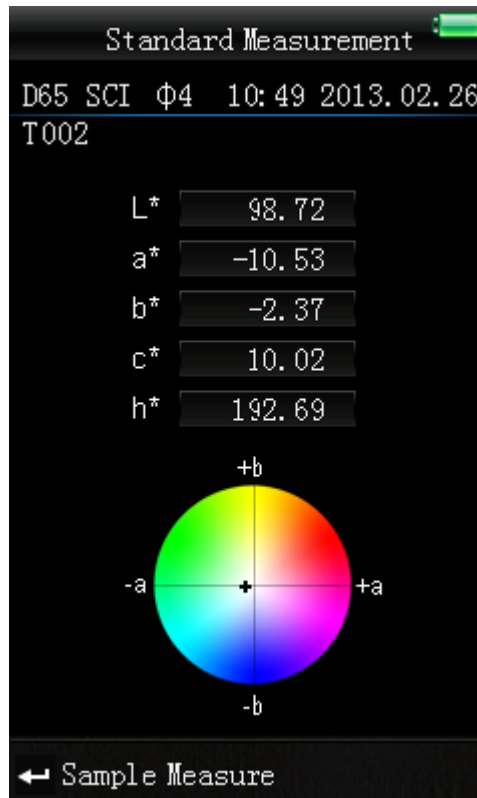 Standard Measurement
D65 SCI Φ4 10:49 2013.02.26
T002
L* 98.72
a* -10.53
b* -2.37
c* 10.02
h* 192.69
+b
-a +a
-b
Sample Measure